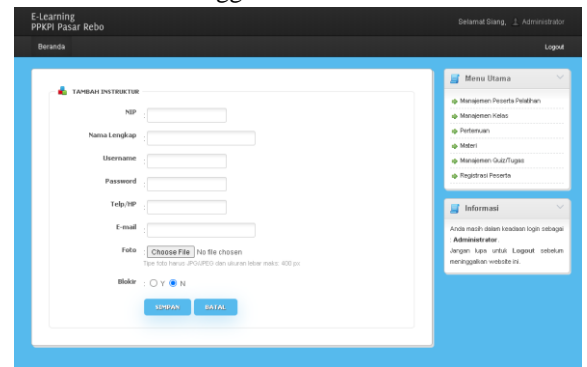 E-Learning
PPKPI Pasar Rebo
Selamat Siang, Administrator
Beranda
Logout
TAMBAH INSTRUKTUR
NIP :
Nama Lengkap :
Username :
Password :
Telp/HP :
E-mail :
Foto : Choose File No file chosen
Tipe foto harus JPG/JPEG dan ukuran lebar maks: 400 px
Blokir : Y N
SIMPAN BATAL
Menu Utama
Manajemen Peserta Pelatihan
Manajemen Kelas
Pertemuan
Materi
Manajemen Quiz/Tugas
Registrasi Peserta
Informasi
Anda masih dalam keadaan login sebagai
: Administrator.
Jangan lupa untuk Logout sebelum
meninggalkan website ini.